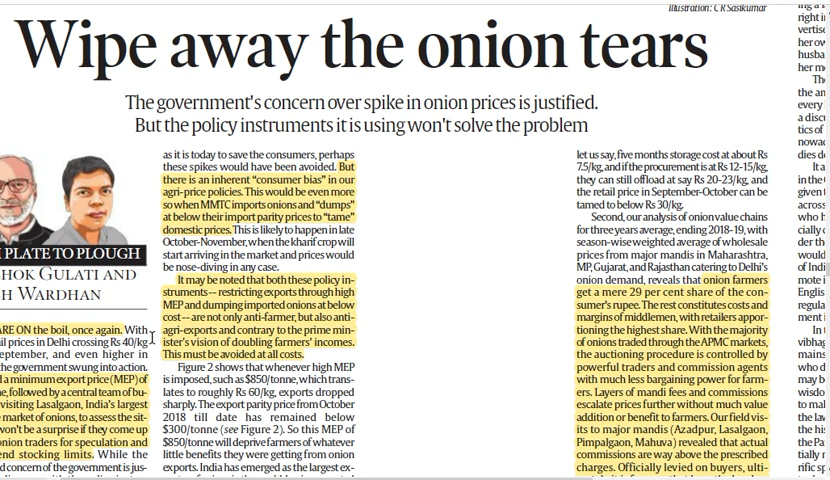 Illustration: C R Sasikumar
Wipe away the onion tears
The government's concern over spike in onion prices is justified.
But the policy instruments it is using won't solve the problem
PLATE TO PLOUGH
HOK GULATI AND
H WARDHAN
ARE ON the boil, once again. With
il prices in Delhi crossing Rs 40/kg
eptember, and even higher in
the government swung into action.
d a minimum export price (MEP) of
e, followed by a central team of bu-
visiting Lasalgaon, India's largest
market of onions, to assess the sit-
won't be a surprise if they come up
onion traders for speculation and
end stocking limits. While the
d concern of the government is jus-
as it is today to save the consumers, perhaps
these spikes would have been avoided. But
there is an inherent “consumer bias” in our
agri-price policies. This would be even more
so when MMTC imports onions and “dumps”
at below their import parity prices to “tame”
domestic prices. This is likely to happen in late
October-November, when the kharif crop will
start arriving in the market and prices would
be nose-diving in any case.
It may be noted that both these policy in-
struments -- restricting exports through high
MEP and dumping imported onions at below
cost -- are not only anti-farmer, but also anti-
agri-exports and contrary to the prime min-
ister's vision of doubling farmers' incomes.
This must be avoided at all costs.
Figure 2 shows that whenever high MEP
is imposed, such as $850/tonne, which trans-
lates to roughly Rs 60/kg, exports dropped
sharply. The export parity price from October
2018 till date has remained below
$300/tonne (see Figure 2). So this MEP of
$850/tonne will deprive farmers of whatever
little benefits they were getting from onion
exports. India has emerged as the largest ex-
let us say, five months storage cost at about Rs
7.5/kg, and if the procurement is at Rs 12-15/kg,
they can still offload at say Rs 20-23/kg, and
the retail price in September-October can be
tamed to below Rs 30/kg.
Second, our analysis of onion value chains
for three years average, ending 2018-19, with
season-wise weighted average of wholesale
prices from major mandis in Maharashtra,
MP, Gujarat, and Rajasthan catering to Delhi's
onion demand, reveals that onion farmers
get a mere 29 per cent share of the con-
sumer's rupee. The rest constitutes costs and
margins of middlemen, with retailers appor-
tioning the highest share. With the majority
of onions traded through the APMC markets,
the auctioning procedure is controlled by
powerful traders and commission agents
with much less bargaining power for farm-
ers. Layers of mandi fees and commissions
escalate prices further without much value
addition or benefit to farmers. Our field vis-
its to major mandis (Azadpur, Lasalgaon,
Pimpalgaon, Mahuva) revealed that actual
commissions are way above the prescribed
charges. Officially levied on buyers, ulti-